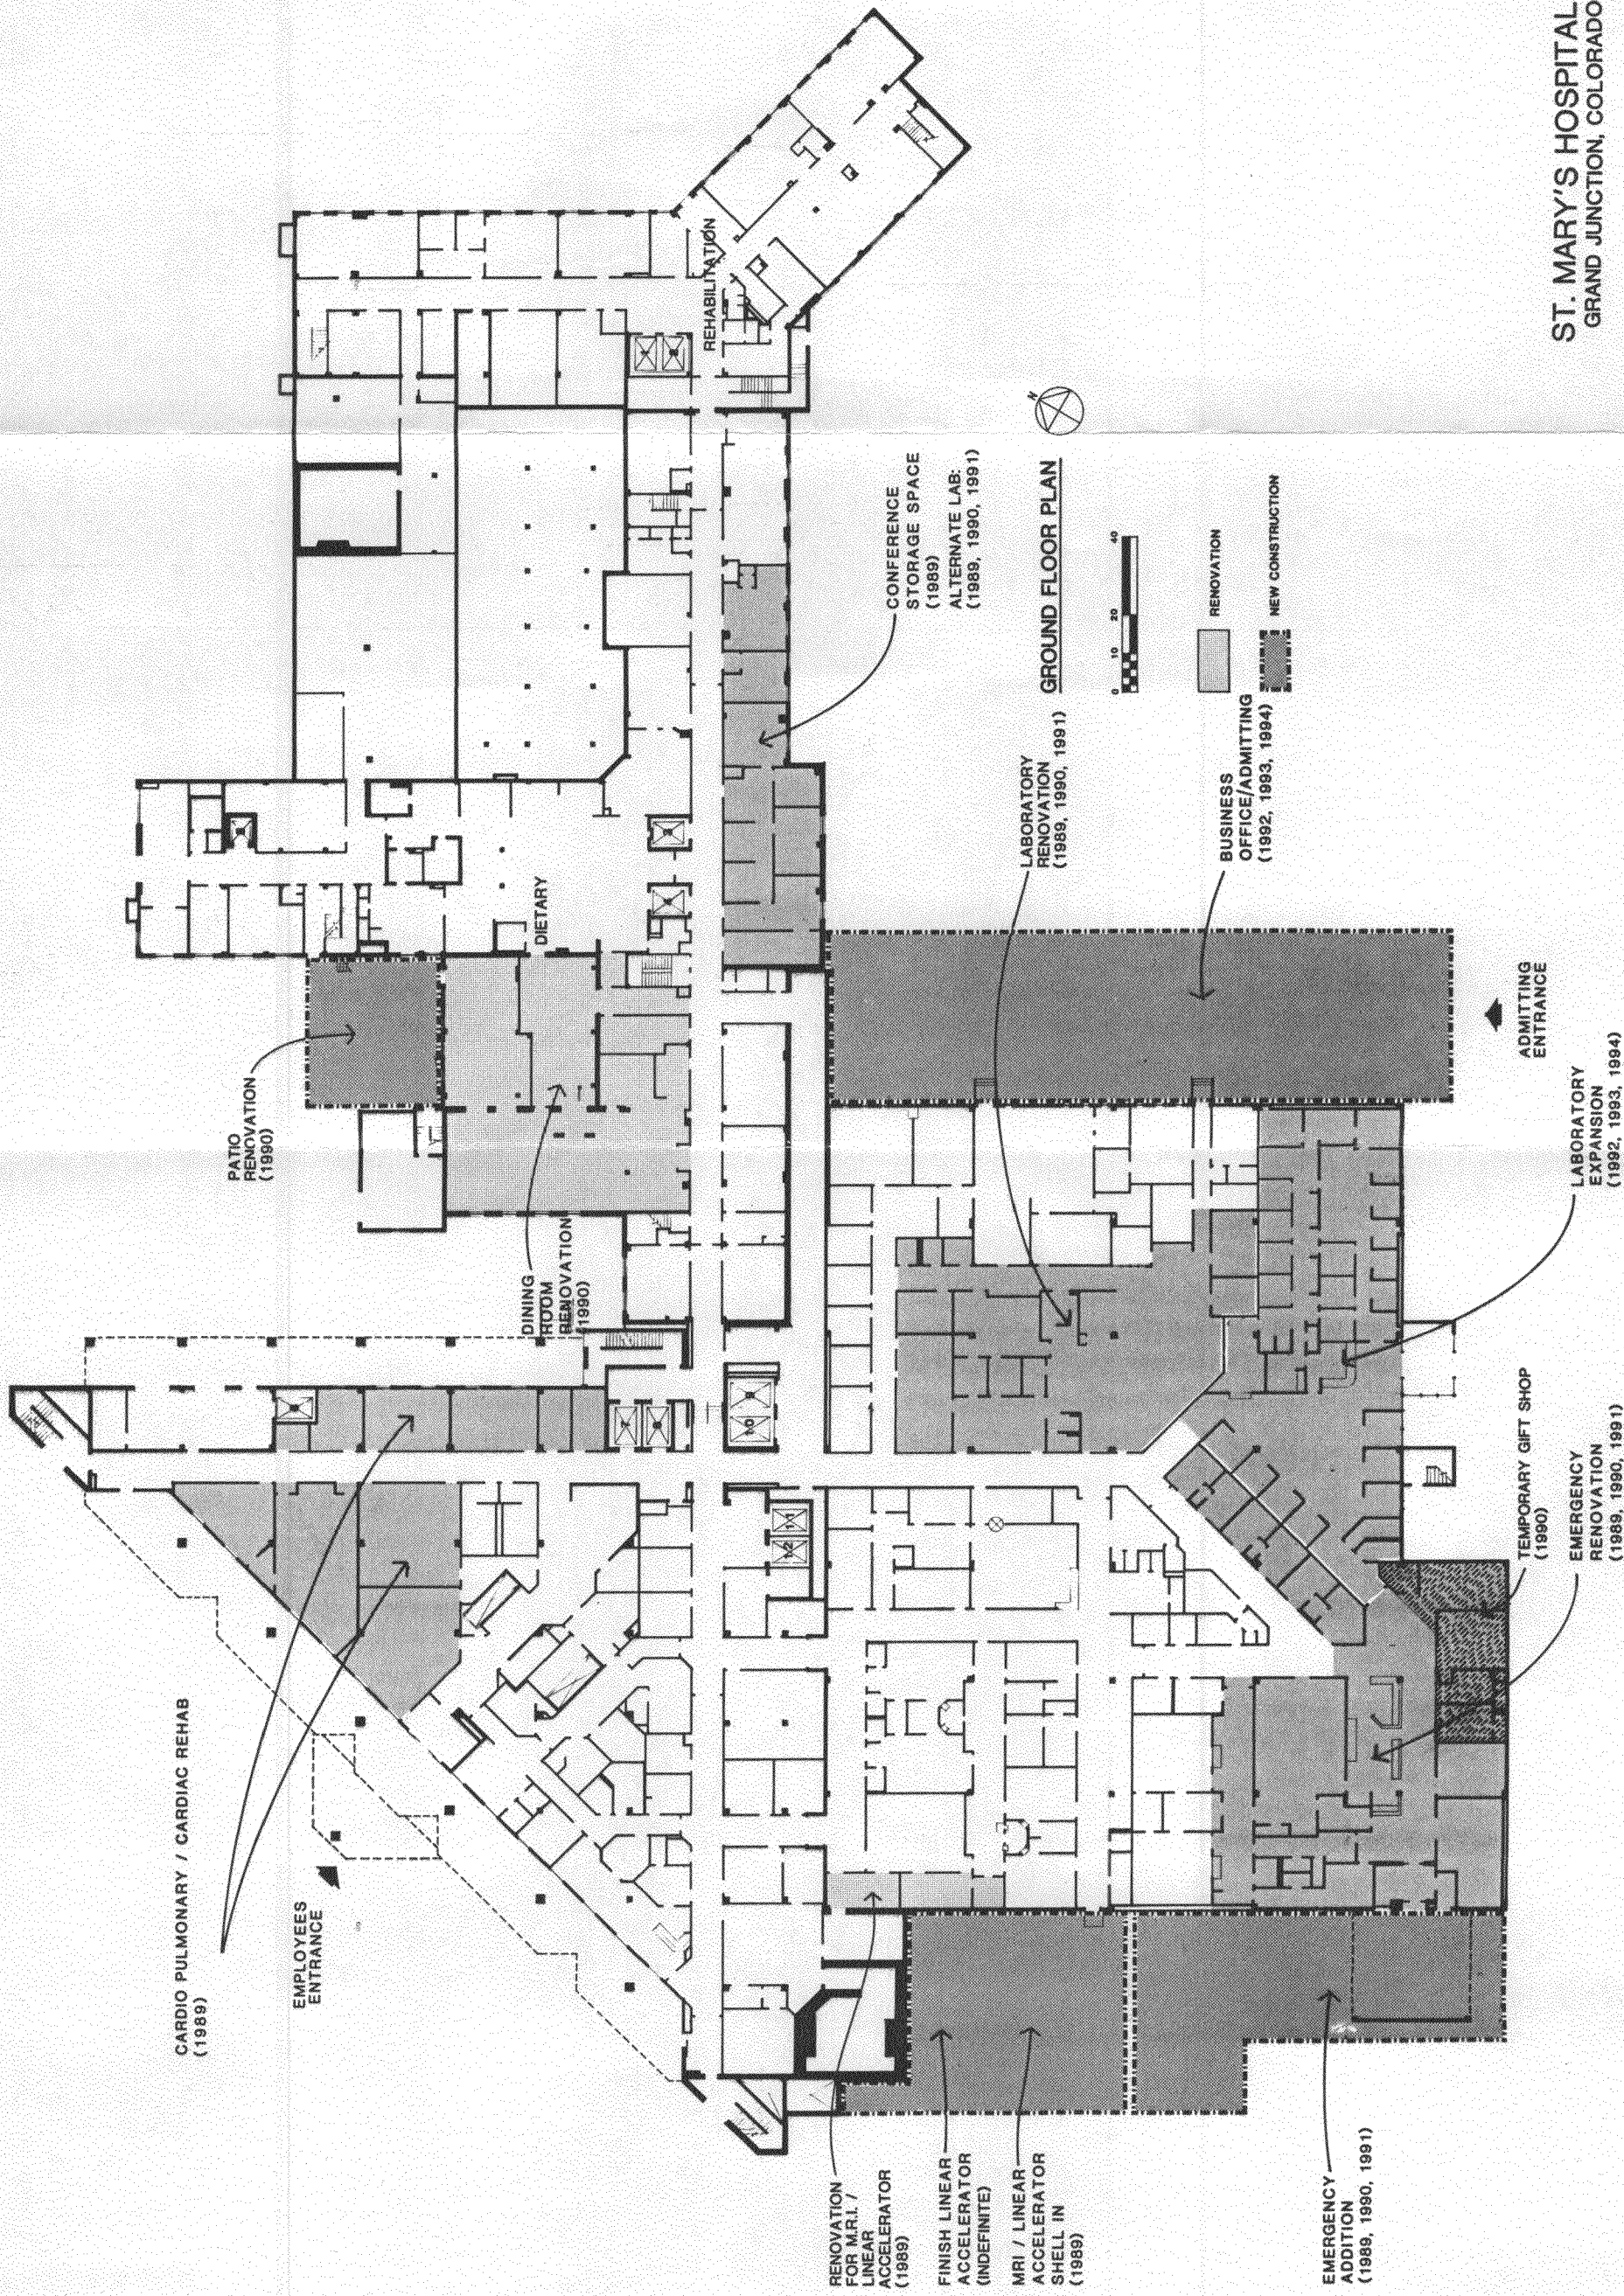 ST. MARY'S HOSPITAL
GRAND JUNCTION, COLORADO
REHABILITATION
N
CONFERENCE
STORAGE SPACE
(1989)
ALTERNATE LAB:
(1989, 1990, 1991)
GROUND FLOOR PLAN
0 10 20 40
RENOVATION
NEW CONSTRUCTION
DIETARY
LABORATORY
RENOVATION
(1989, 1990, 1991)
BUSINESS
OFFICE/ADMITTING
(1992, 1993, 1994)
ADMITTING
ENTRANCE
PATIO
RENOVATION
(1990)
DINING
ROOM
RENOVATION
(1990)
LABORATORY
EXPANSION
(1992, 1993, 1994)
TEMPORARY GIFT SHOP
(1990)
EMERGENCY
RENOVATION
(1989, 1990, 1991)
CARDIO PULMONARY / CARDIAC REHAB
(1989)
EMPLOYEES
ENTRANCE
RENOVATION
FOR M.R.I. /
LINEAR
ACCELERATOR
(1989)
FINISH LINEAR
ACCELERATOR
(INDEFINITE)
MRI / LINEAR
ACCELERATOR
SHELL IN
(1989)
EMERGENCY
ADDITION
(1989, 1990, 1991)